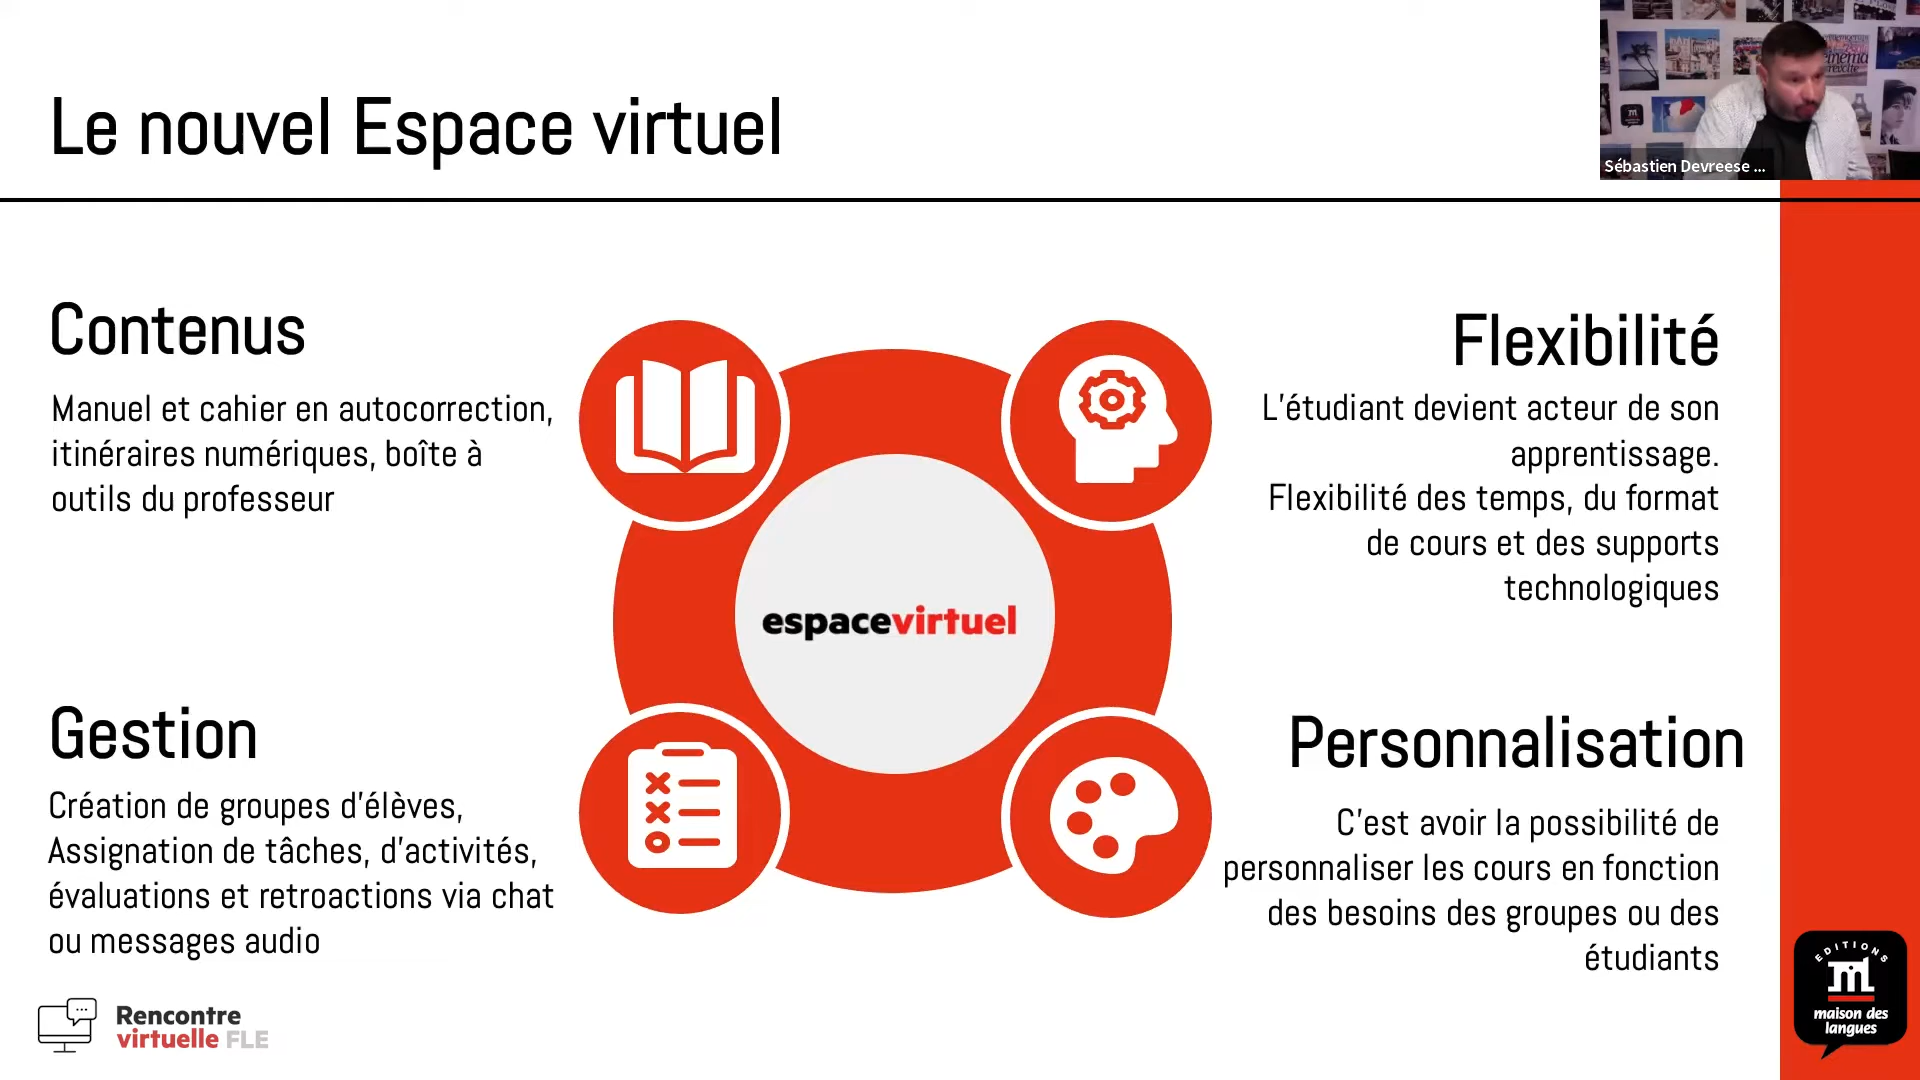 Le nouvel Espace virtuel
Sébastien Devreese ...
Contenus
Manuel et cahier en autocorrection,
itinéraires numériques, boîte à
outils du professeur
Flexibilité
L'étudiant devient acteur de son
apprentissage.
Flexibilité des temps, du format
de cours et des supports
technologiques
espacevirtuel
Gestion
Création de groupes d'élèves,
Assignation de tâches, d'activités,
évaluations et retroactions via chat
ou messages audio
Personnalisation
C'est avoir la possibilité de
personnaliser les cours en fonction
des besoins des groupes ou des
étudiants
Rencontre
virtuelle FLE
EDITIONS
maison des
langues